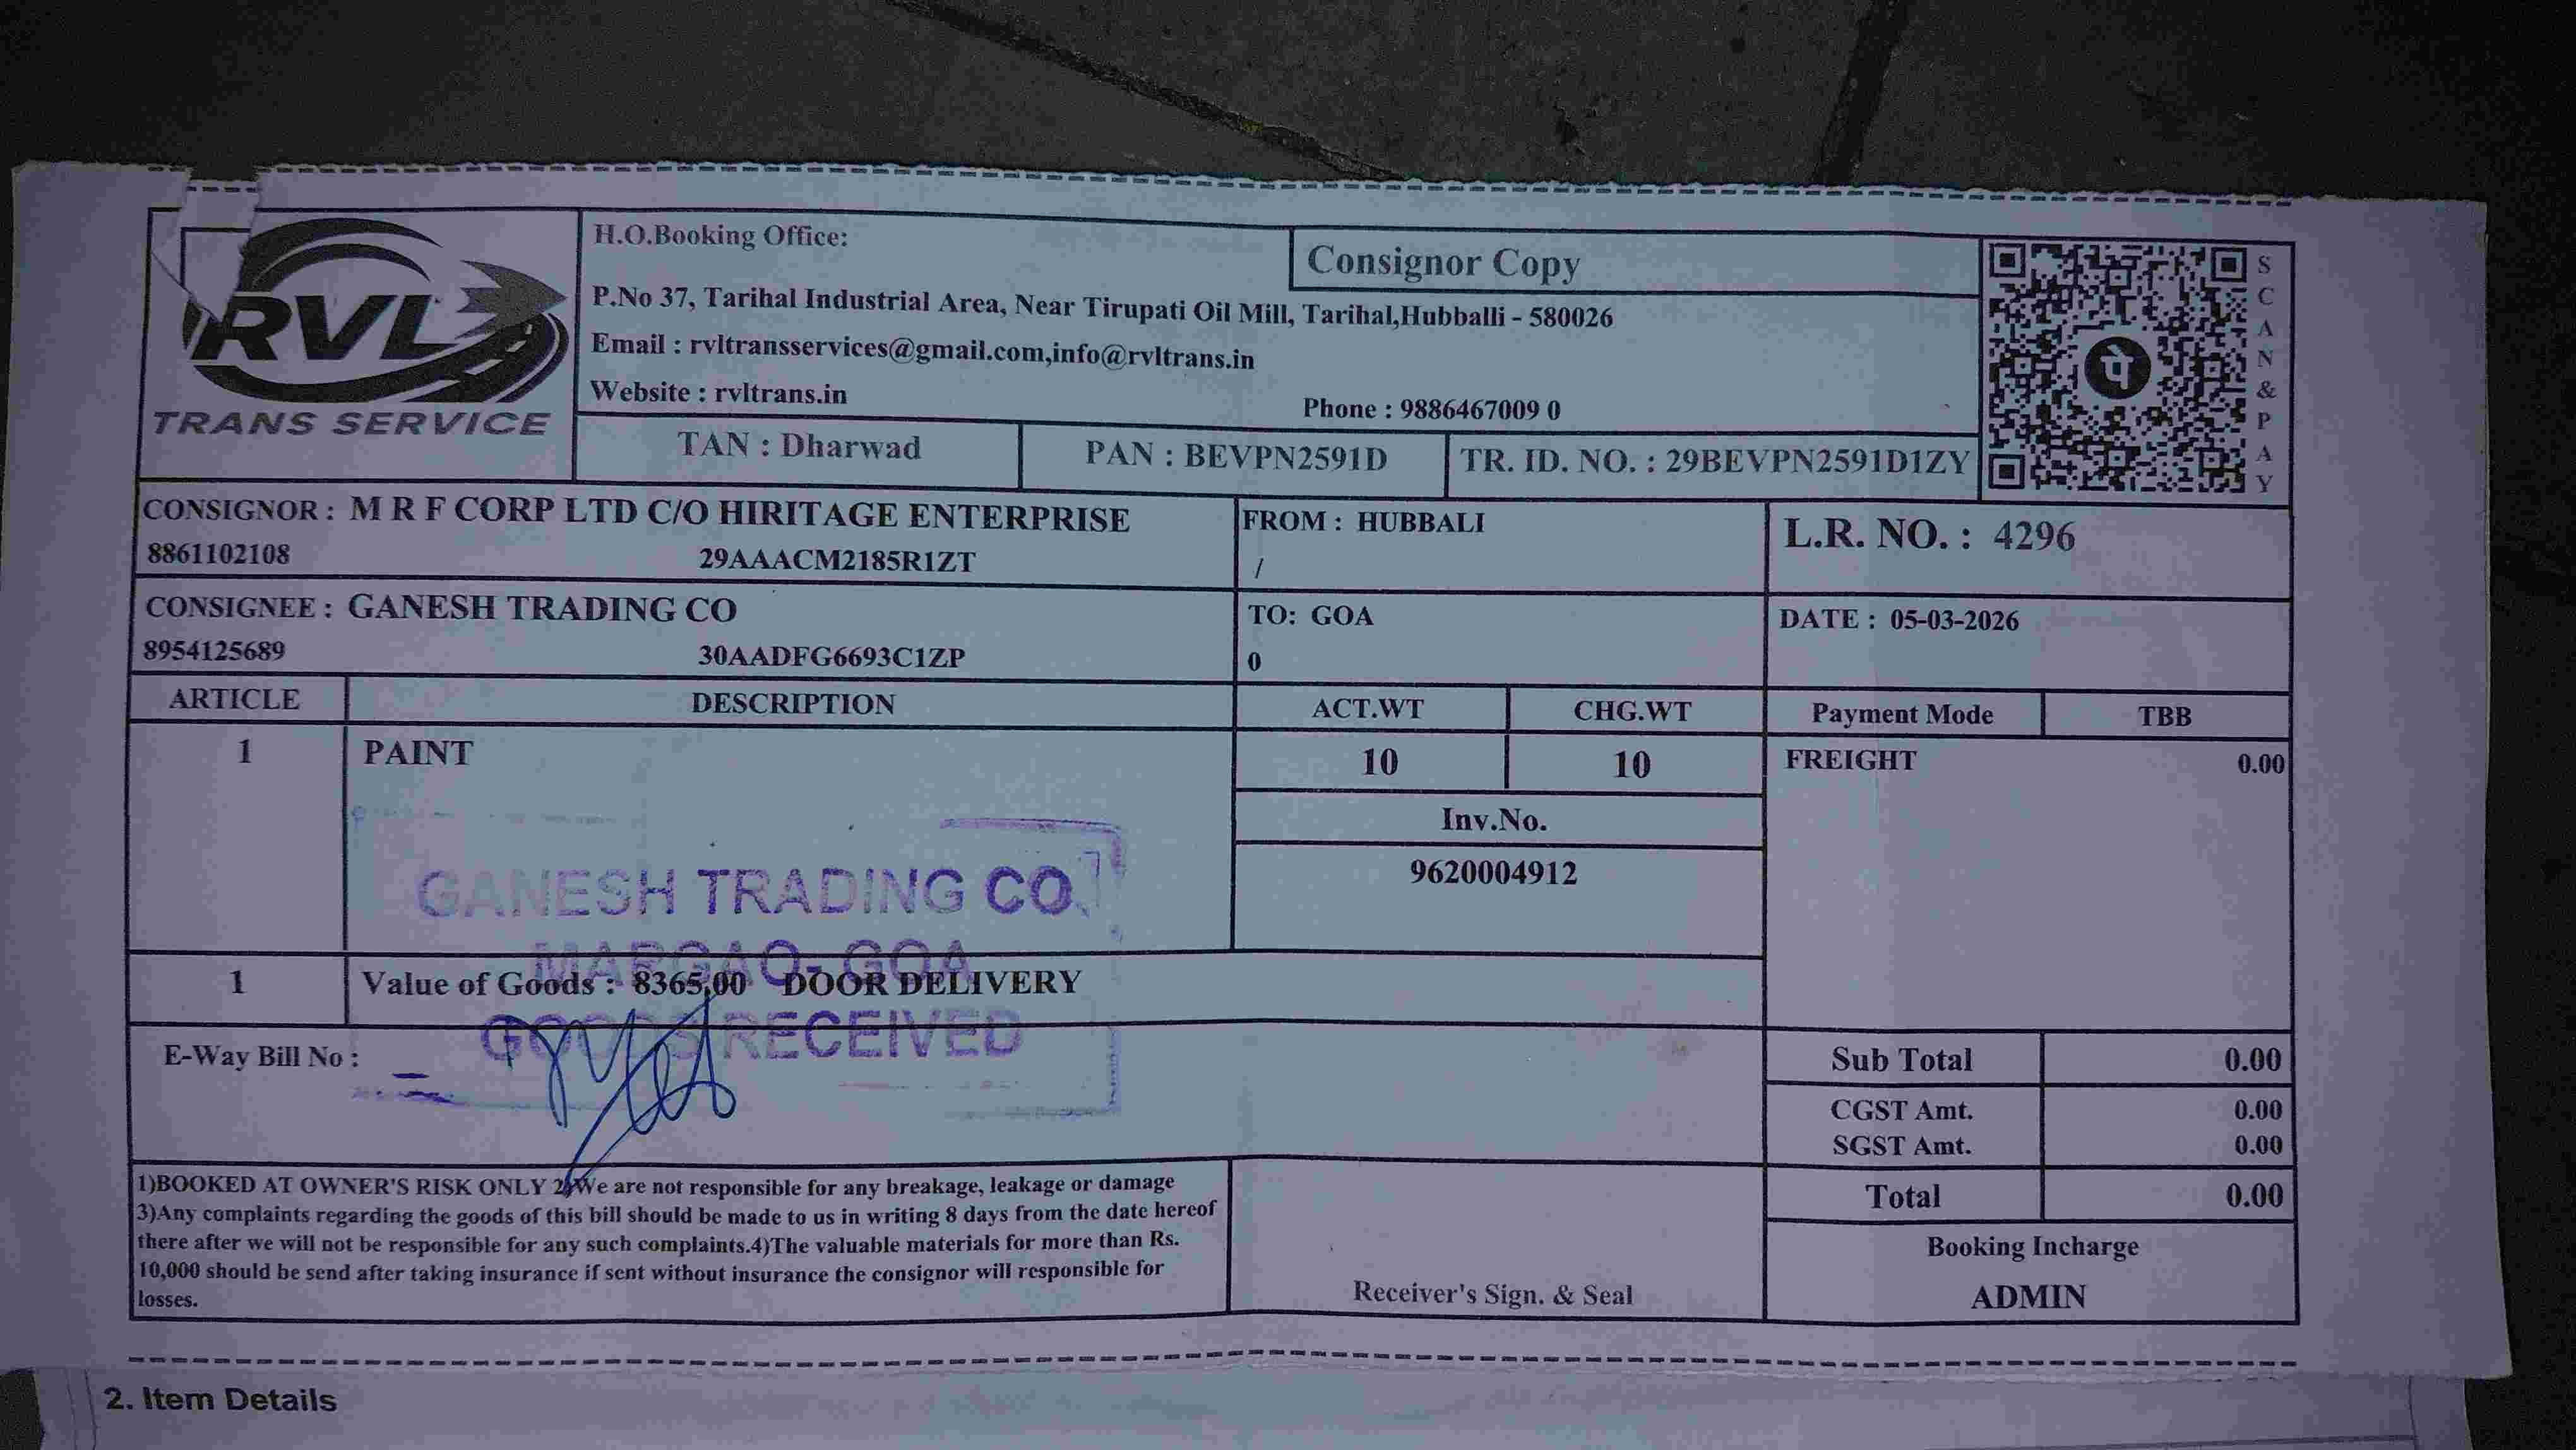 RVL
TRANS SERVICE
H.O.Booking Office:
Consignor Copy
P.No 37, Tarihal Industrial Area, Near Tirupati Oil Mill, Tarihal,Hubballi - 580026
Email : rvltransservices@gmail.com,info@rvltrans.in
Website : rvltrans.in
Phone : 9886467009 0
TAN : Dharwad
PAN : BEVPN2591D
TR. ID. NO. : 29BEVPN2591D1ZY
पे
SCAN&PAY
CONSIGNOR : M R F CORP LTD C/O HIRITAGE ENTERPRISE
8861102108 29AAACM2185R1ZT
FROM : HUBBALI
/
L.R. NO. : 4296
CONSIGNEE : GANESH TRADING CO
8954125689 30AADFG6693C1ZP
TO: GOA
0
DATE : 05-03-2026
ARTICLE DESCRIPTION ACT.WT CHG.WT Payment Mode TBB
1 PAINT 10 10 FREIGHT 0.00
Inv.No.
9620004912
GANESH TRADING CO.
MARGAO- GOA
GOODS RECEIVED
1 Value of Goods : 8365.00 DOOR DELIVERY
E-Way Bill No :
Sub Total 0.00
CGST Amt. 0.00
SGST Amt. 0.00
Total 0.00
1)BOOKED AT OWNER'S RISK ONLY 2)We are not responsible for any breakage, leakage or damage
3)Any complaints regarding the goods of this bill should be made to us in writing 8 days from the date hereof
there after we will not be responsible for any such complaints.4)The valuable materials for more than Rs.
10,000 should be send after taking insurance if sent without insurance the consignor will responsible for
losses.
Receiver's Sign. & Seal
Booking Incharge
ADMIN
2. Item Details